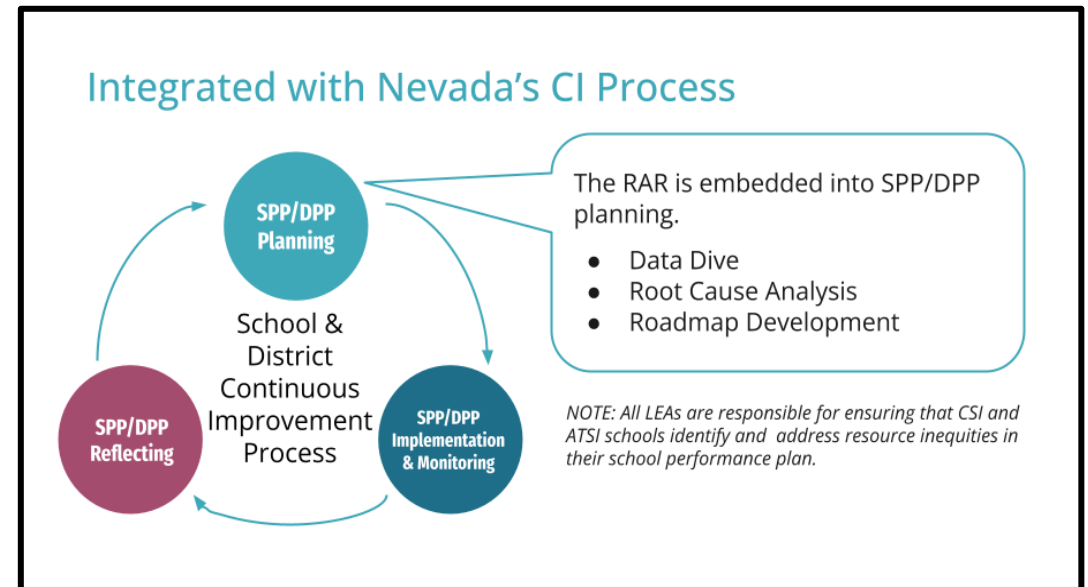 Integrated with Nevada's CI Process
SPP/DPP
Planning
School &
District
Continuous
Improvement
Process
SPP/DPP
Reflecting
SPP/DPP
Implementation
& Monitoring
The RAR is embedded into SPP/DPP
planning.
● Data Dive
● Root Cause Analysis
● Roadmap Development
NOTE: All LEAs are responsible for ensuring that CSI and
ATSI schools identify and address resource inequities in
their school performance plan.